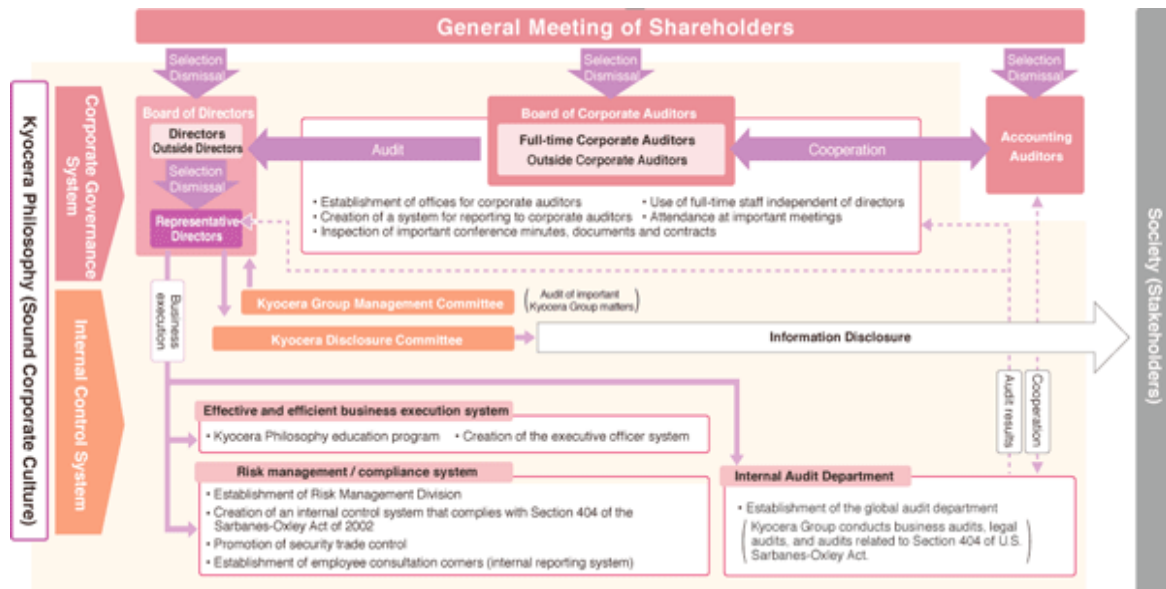 General Meeting of Shareholders
Selection
Dismissal
Selection
Dismissal
Selection
Dismissal
Kyocera Philosophy (Sound Corporate Culture)
Corporate Governance
System
Internal Control System
Board of Directors
Directors
Outside Directors
Selection
Dismissal
Representative
Directors
Audit
Board of Corporate Auditors
Full-time Corporate Auditors
Outside Corporate Auditors
Cooperation
Accounting
Auditors
• Establishment of offices for corporate auditors
• Creation of a system for reporting to corporate auditors
• Inspection of important conference minutes, documents and contracts
• Use of full-time staff independent of directors
• Attendance at important meetings
Business
execution
Kyocera Group Management Committee
(Audit of important
Kyocera Group matters)
Kyocera Disclosure Committee
Information Disclosure
Society (Stakeholders)
Audit results
Cooperation
Effective and efficient business execution system
• Kyocera Philosophy education program • Creation of the executive officer system
Risk management / compliance system
• Establishment of Risk Management Division
• Creation of an internal control system that complies with Section 404 of the
Sarbanes-Oxley Act of 2002
• Promotion of security trade control
• Establishment of employee consultation corners (internal reporting system)
Internal Audit Department
• Establishment of the global audit department
(Kyocera Group conducts business audits, legal
audits, and audits related to Section 404 of U.S.
Sarbanes-Oxley Act.)